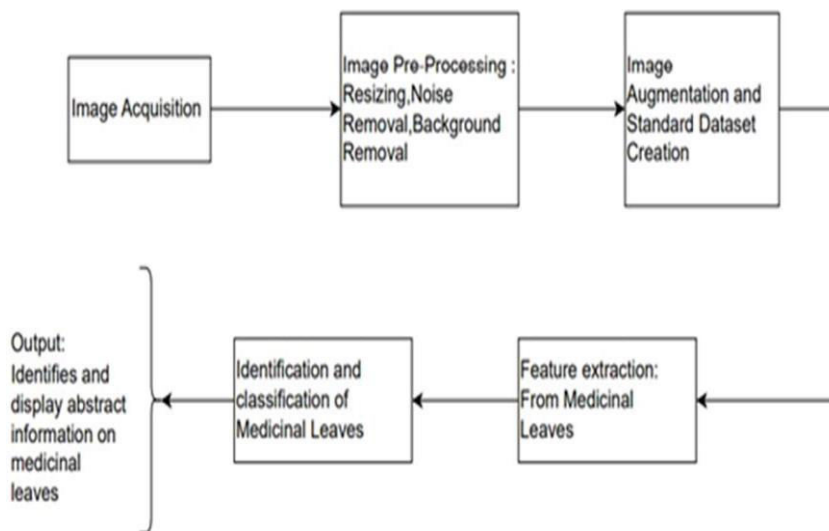 Image Acquisition
Image Pre-Processing :
Resizing,Noise
Removal,Background
Removal
Image
Augmentation and
Standard Dataset
Creation
Output:
Identifies and
display abstract
information on
medicinal
leaves
Identification and
classification of
Medicinal Leaves
Feature extraction:
From Medicinal
Leaves